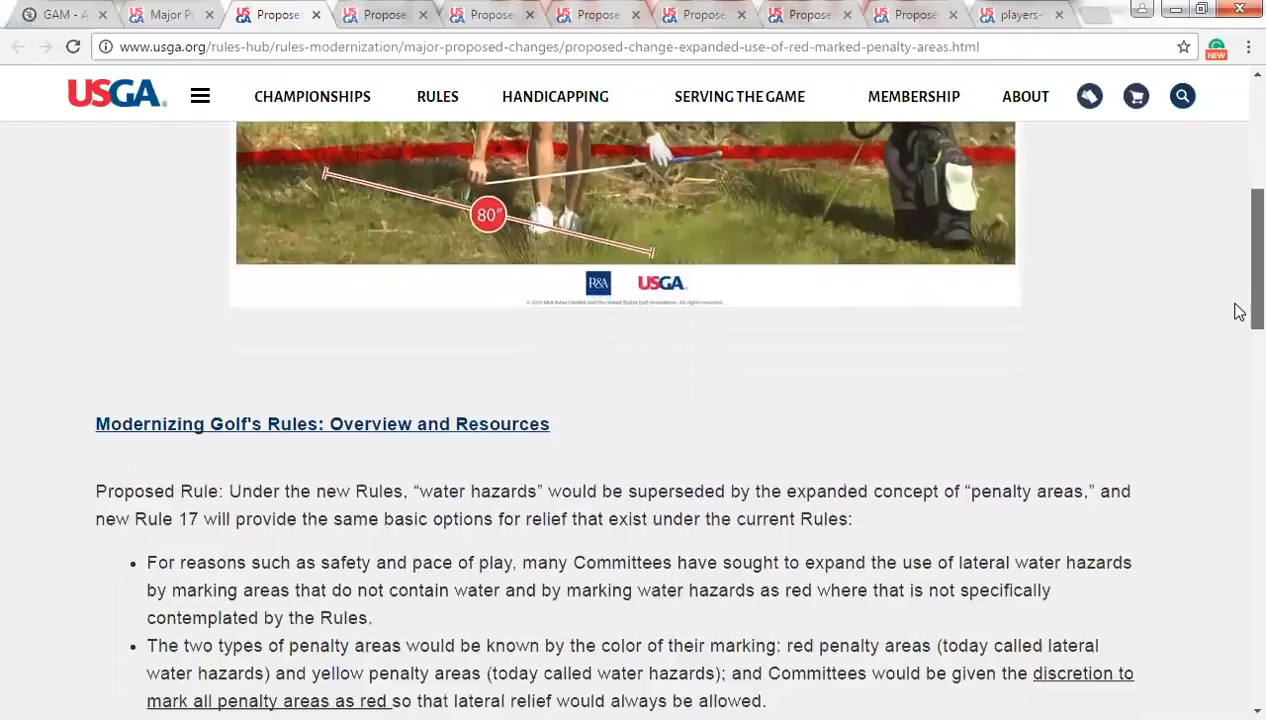 GAM - A
Major P
Propose
Propose
Propose
Propose
Propose
Propose
Propose
players-
www.usga.org/rules-hub/rules-modernization/major-proposed-changes/proposed-change-expanded-use-of-red-marked-penalty-areas.html
NEW
USGA
CHAMPIONSHIPS
RULES
HANDICAPPING
SERVING THE GAME
MEMBERSHIP
ABOUT
80"
R&A
USGA
Modernizing Golf's Rules: Overview and Resources
Proposed Rule: Under the new Rules, “water hazards” would be superseded by the expanded concept of “penalty areas,” and
new Rule 17 will provide the same basic options for relief that exist under the current Rules:
• For reasons such as safety and pace of play, many Committees have sought to expand the use of lateral water hazards
by marking areas that do not contain water and by marking water hazards as red where that is not specifically
contemplated by the Rules.
• The two types of penalty areas would be known by the color of their marking: red penalty areas (today called lateral
water hazards) and yellow penalty areas (today called water hazards); and Committees would be given the discretion to
mark all penalty areas as red so that lateral relief would always be allowed.